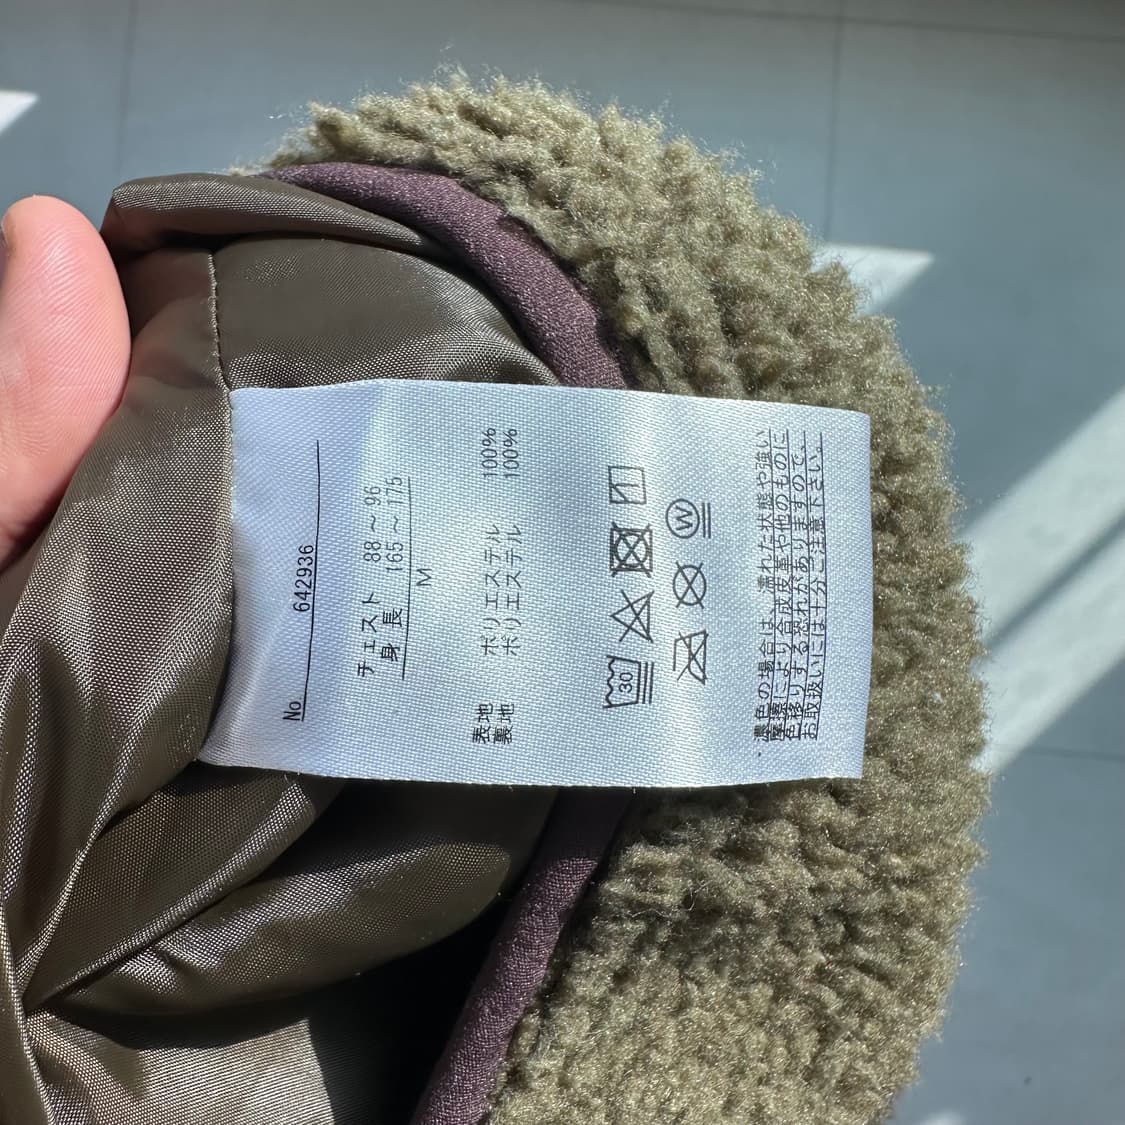 No 642936
チェスト 88～96
身長 165～175
M
表地 ポリエステル 100%
裏地 ポリエステル 100%
30
W
濃色の場合は、濡れた状態や強い
摩擦により合成皮革や他のものに
色移りする恐れがありますので、
お取扱いには十分ご注意下さい。